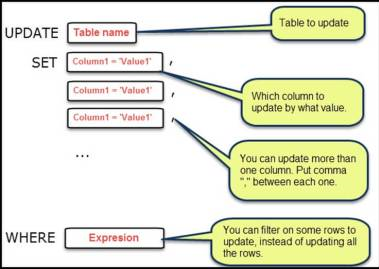 UPDATE Table name
Table to update
SET Column1 = 'Value1' ,
Column1 = 'Value1' ,
Column1 = 'Value1' ,
Which column to
update by what value.
You can update more than
one column. Put comma
"," between each one.
...
WHERE Expresion
You can filter on some rows to
update, instead of updating all
the rows.